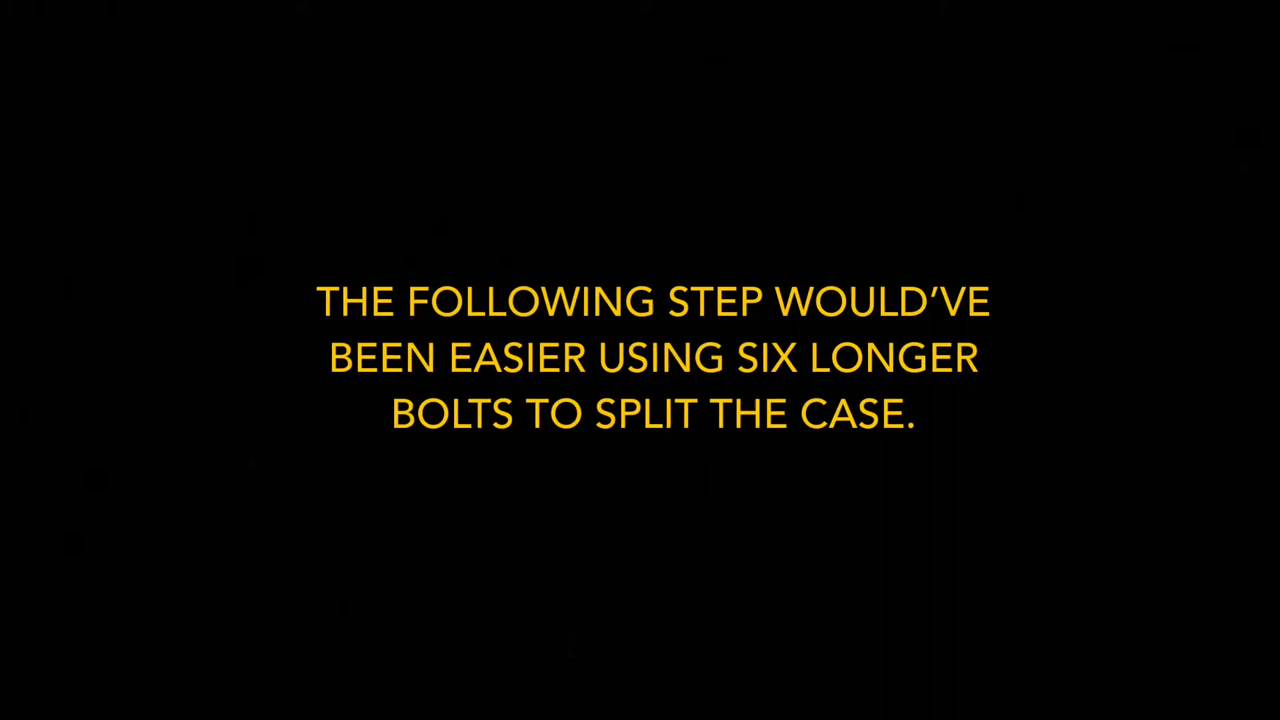 THE FOLLOWING STEP WOULD’VE
BEEN EASIER USING SIX LONGER
BOLTS TO SPLIT THE CASE.